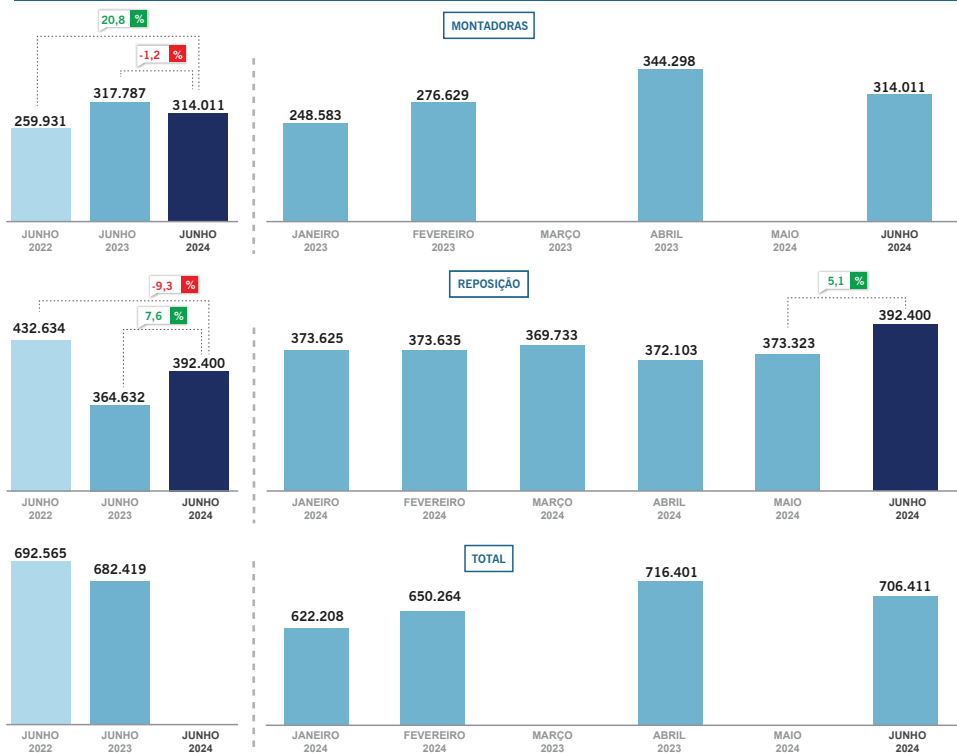 20,8 %
-1,2 %
MONTADORAS
259.931
317.787
314.011
248.583
276.629
344.298
314.011
JUNHO
2022
JUNHO
2023
JUNHO
2024
JANEIRO
2023
FEVEREIRO
2023
MARÇO
2023
ABRIL
2023
MAIO
2024
JUNHO
2024
-9,3 %
7,6 %
REPOSIÇÃO
5,1 %
432.634
364.632
392.400
373.625
373.635
369.733
372.103
373.323
392.400
JUNHO
2022
JUNHO
2023
JUNHO
2024
JANEIRO
2024
FEVEREIRO
2024
MARÇO
2024
ABRIL
2024
MAIO
2024
JUNHO
2024
TOTAL
692.565
682.419
622.208
650.264
716.401
706.411
JUNHO
2022
JUNHO
2023
JUNHO
2024
JANEIRO
2024
FEVEREIRO
2024
MARÇO
2023
ABRIL
2023
MAIO
2024
JUNHO
2024